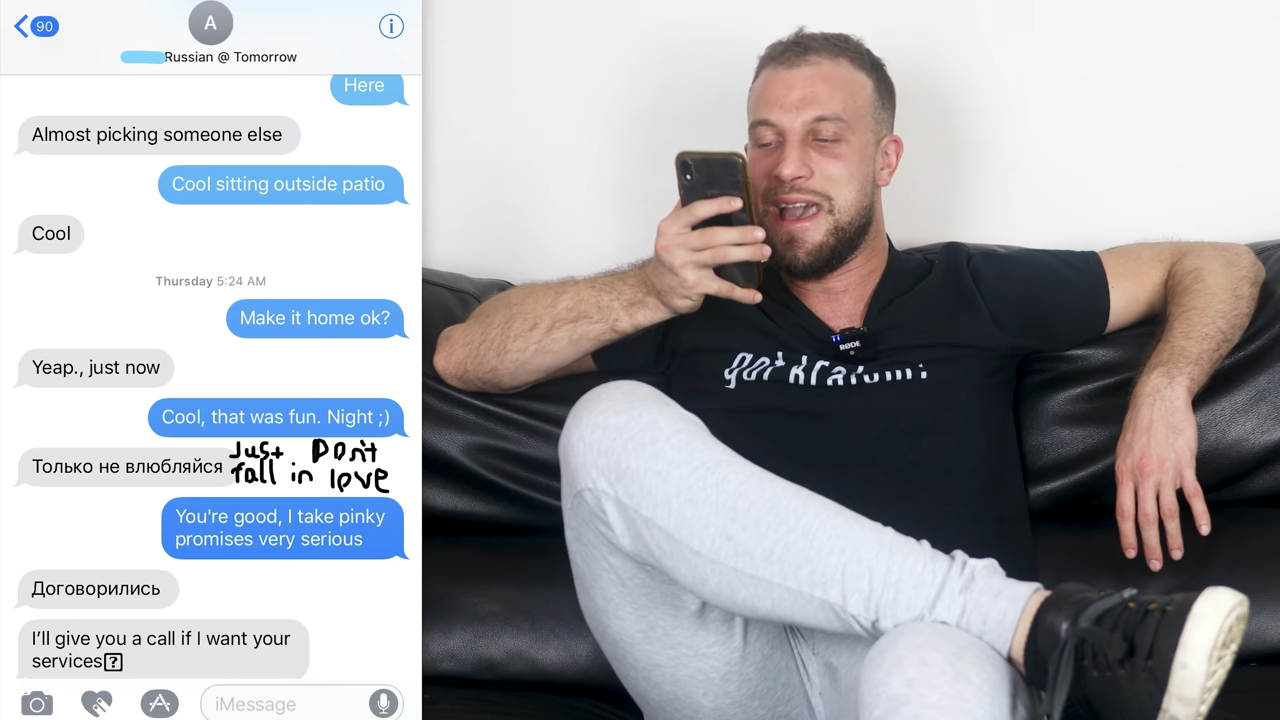 90
A
Russian @ Tomorrow
Here
Almost picking someone else
Cool sitting outside patio
Cool
Thursday 5:24 AM
Make it home ok?
Yeap., just now
Cool, that was fun. Night ;)
Только не влюбляйся
Just Don't
fall in love
You're good, I take pinky
promises very serious
Договорились
I'll give you a call if I want your
services
iMessage
RØDE
got kratom?